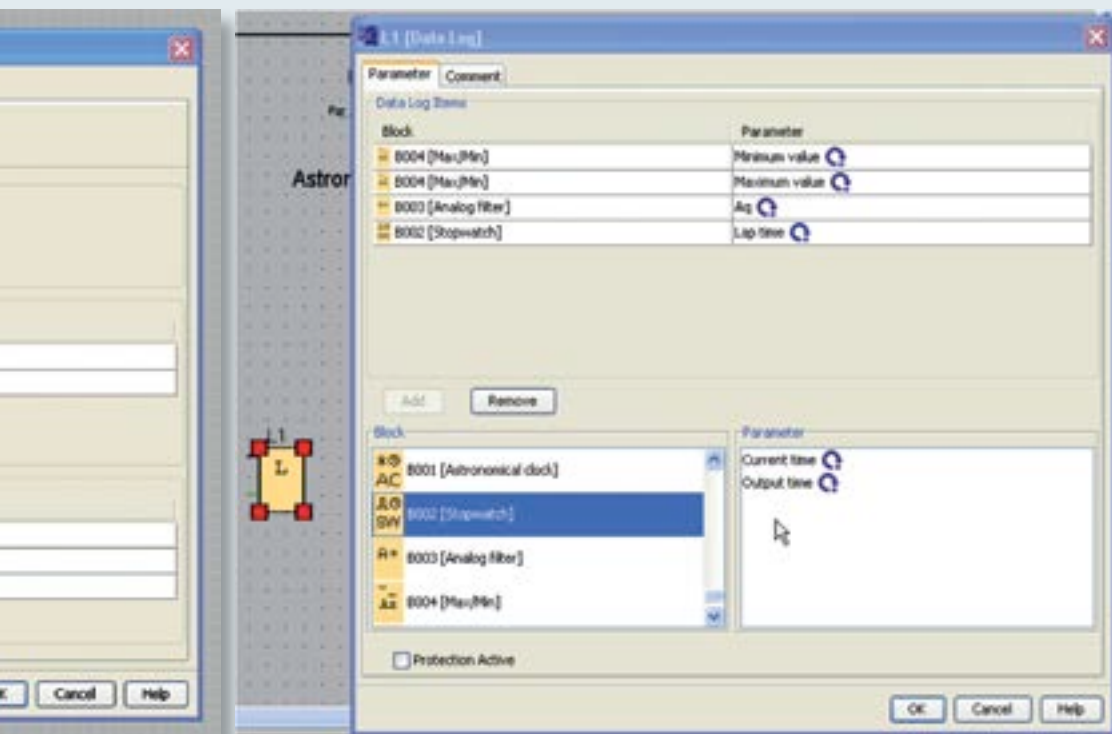 K
Cancel
Help
Astror
L1
L
L1 [Data Log]
Parameter
Comment
Data Log Items
Block
Parameter
B004 [Max/Min]
Minimum value
B004 [Max/Min]
Maximum value
B003 [Analog filter]
Aq
B002 [Stopwatch]
Lap time
Add
Remove
Block
AC
B001 [Astronomical clock]
SW
B002 [Stopwatch]
B003 [Analog filter]
B004 [Max/Min]
Parameter
Current time
Output time
Protection Active
OK
Cancel
Help